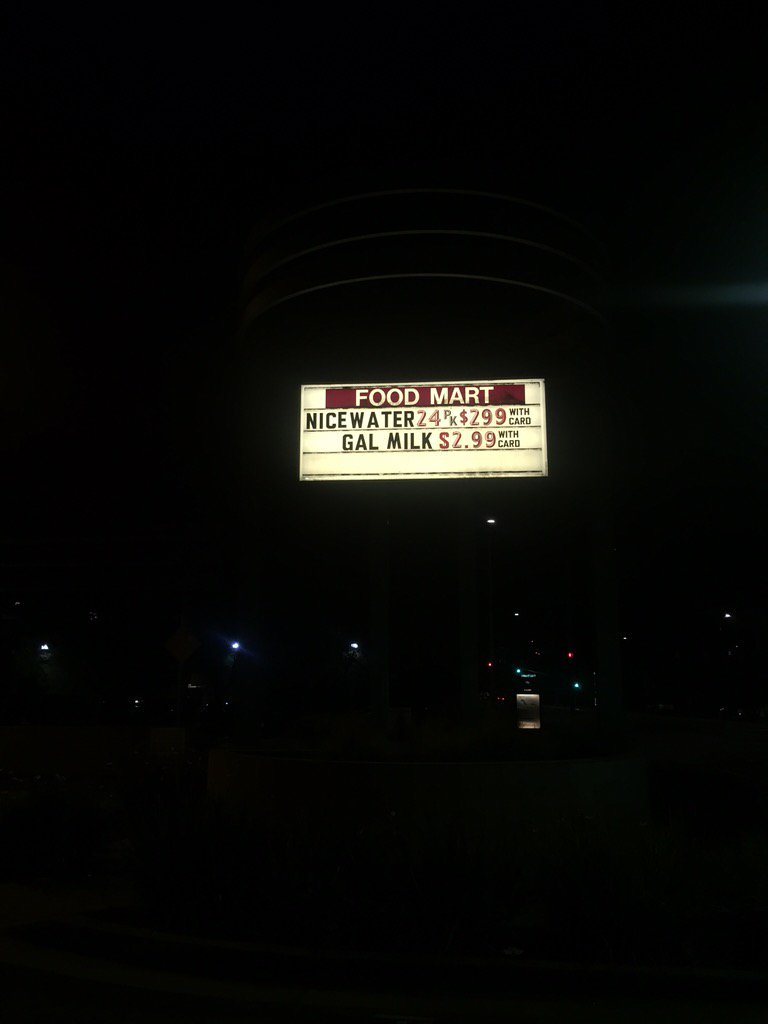 FOOD MART
NICEWATER 24 PK $299 WITH CARD
GAL MILK $2.99 WITH CARD